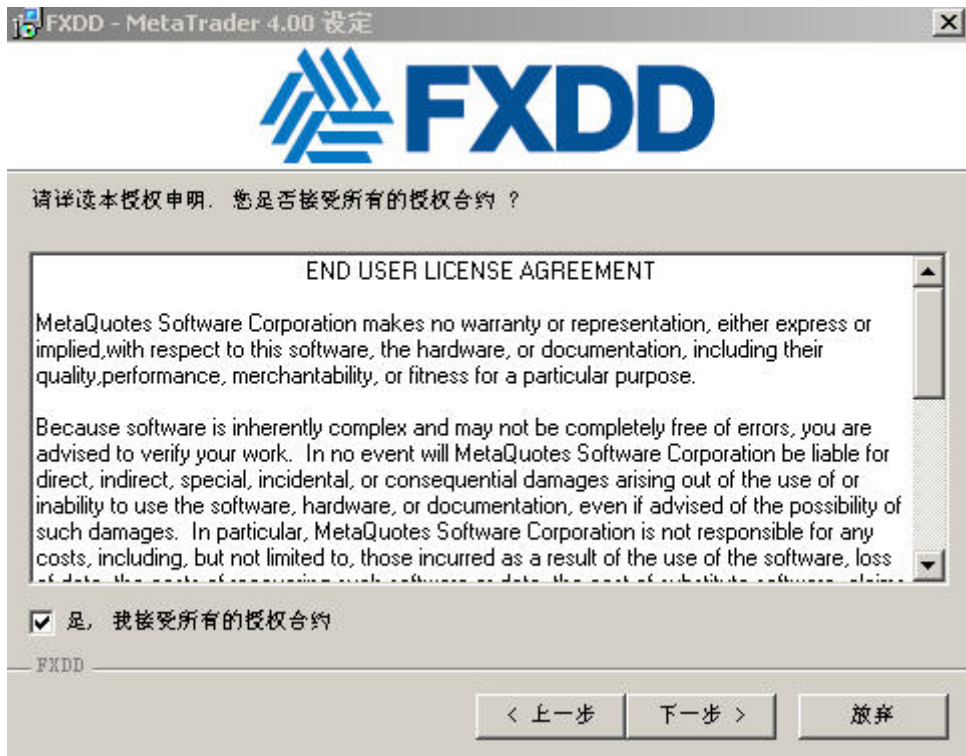 FXDD - MetaTrader 4.00 设定
FXDD
请详读本授权申明. 您是否接受所有的授权合约 ?
END USER LICENSE AGREEMENT
MetaQuotes Software Corporation makes no warranty or representation, either express or
implied,with respect to this software, the hardware, or documentation, including their
quality,performance, merchantability, or fitness for a particular purpose.
Because software is inherently complex and may not be completely free of errors, you are
advised to verify your work.  In no event will MetaQuotes Software Corporation be liable for
direct, indirect, special, incidental, or consequential damages arising out of the use of or
inability to use the software, hardware, or documentation, even if advised of the possibility of
such damages.  In particular, MetaQuotes Software Corporation is not responsible for any
costs, including, but not limited to, those incurred as a result of the use of the software, loss
是, 我接受所有的授权合约
FXDD
< 上一步 下一步 > 放弃